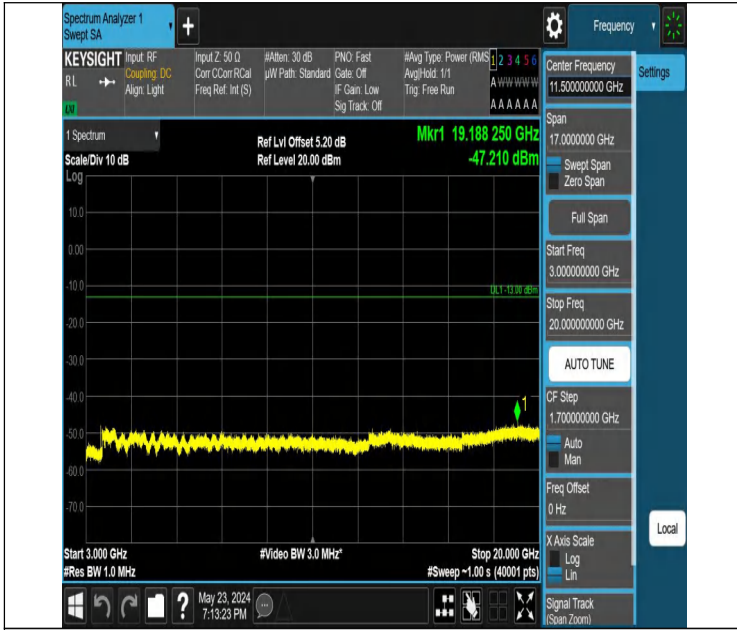 Spectrum Analyzer 1
Swept SA
Frequency
KEYSIGHT
RL
Input: RF
Coupling: DC
Align: Light
Input Z: 50 Ω
Corr CCorr RCal
Freq Ref: Int (S)
#Atten: 30 dB
µW Path: Standard
PNO: Fast
Gate: Off
IF Gain: Low
Sig Track: Off
#Avg Type: Power (RMS
Avg|Hold: 1/1
Trig: Free Run
1 2 3 4 5 6
A W W W W W
A A A A A A
1 Spectrum
Scale/Div 10 dB
Log
Ref Lvl Offset 5.20 dB
Ref Level 20.00 dBm
Mkr1 19.188 250 GHz
-47.210 dBm
10.0
0.00
-10.0
DL1 -13.00 dBm
-20.0
-30.0
-40.0
1
-50.0
-60.0
-70.0
Start 3.000 GHz
#Res BW 1.0 MHz
#Video BW 3.0 MHz*
Stop 20.000 GHz
#Sweep ~1.00 s (40001 pts)
?
May 23, 2024
7:13:23 PM
Center Frequency
11.500000000 GHz
Settings
Span
17.0000000 GHz
Swept Span
Zero Span
Full Span
Start Freq
3.000000000 GHz
Stop Freq
20.000000000 GHz
AUTO TUNE
CF Step
1.700000000 GHz
Auto
Man
Freq Offset
0 Hz
X Axis Scale
Log
Lin
Local
Signal Track
(Span Zoom)